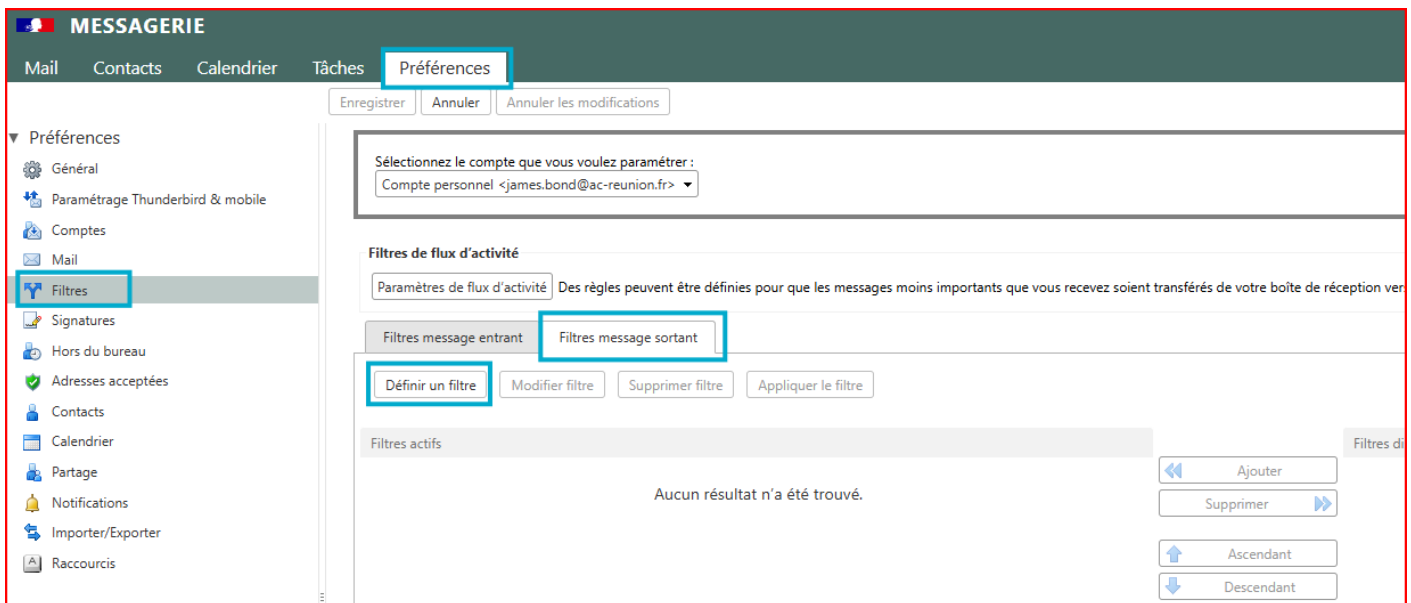 MESSAGERIE
Mail Contacts Calendrier Tâches Préférences
Enregistrer Annuler Annuler les modifications
Préférences
Général
Paramétrage Thunderbird & mobile
Comptes
Mail
Filtres
Signatures
Hors du bureau
Adresses acceptées
Contacts
Calendrier
Partage
Notifications
Importer/Exporter
Raccourcis
Sélectionnez le compte que vous voulez paramétrer :
Compte personnel <james.bond@ac-reunion.fr>
Filtres de flux d'activité
Paramètres de flux d'activité Des règles peuvent être définies pour que les messages moins importants que vous recevez soient transférés de votre boîte de réception ver
Filtres message entrant Filtres message sortant
Définir un filtre Modifier filtre Supprimer filtre Appliquer le filtre
Filtres actifs Filtres di
Aucun résultat n'a été trouvé.
Ajouter
Supprimer
Ascendant
Descendant